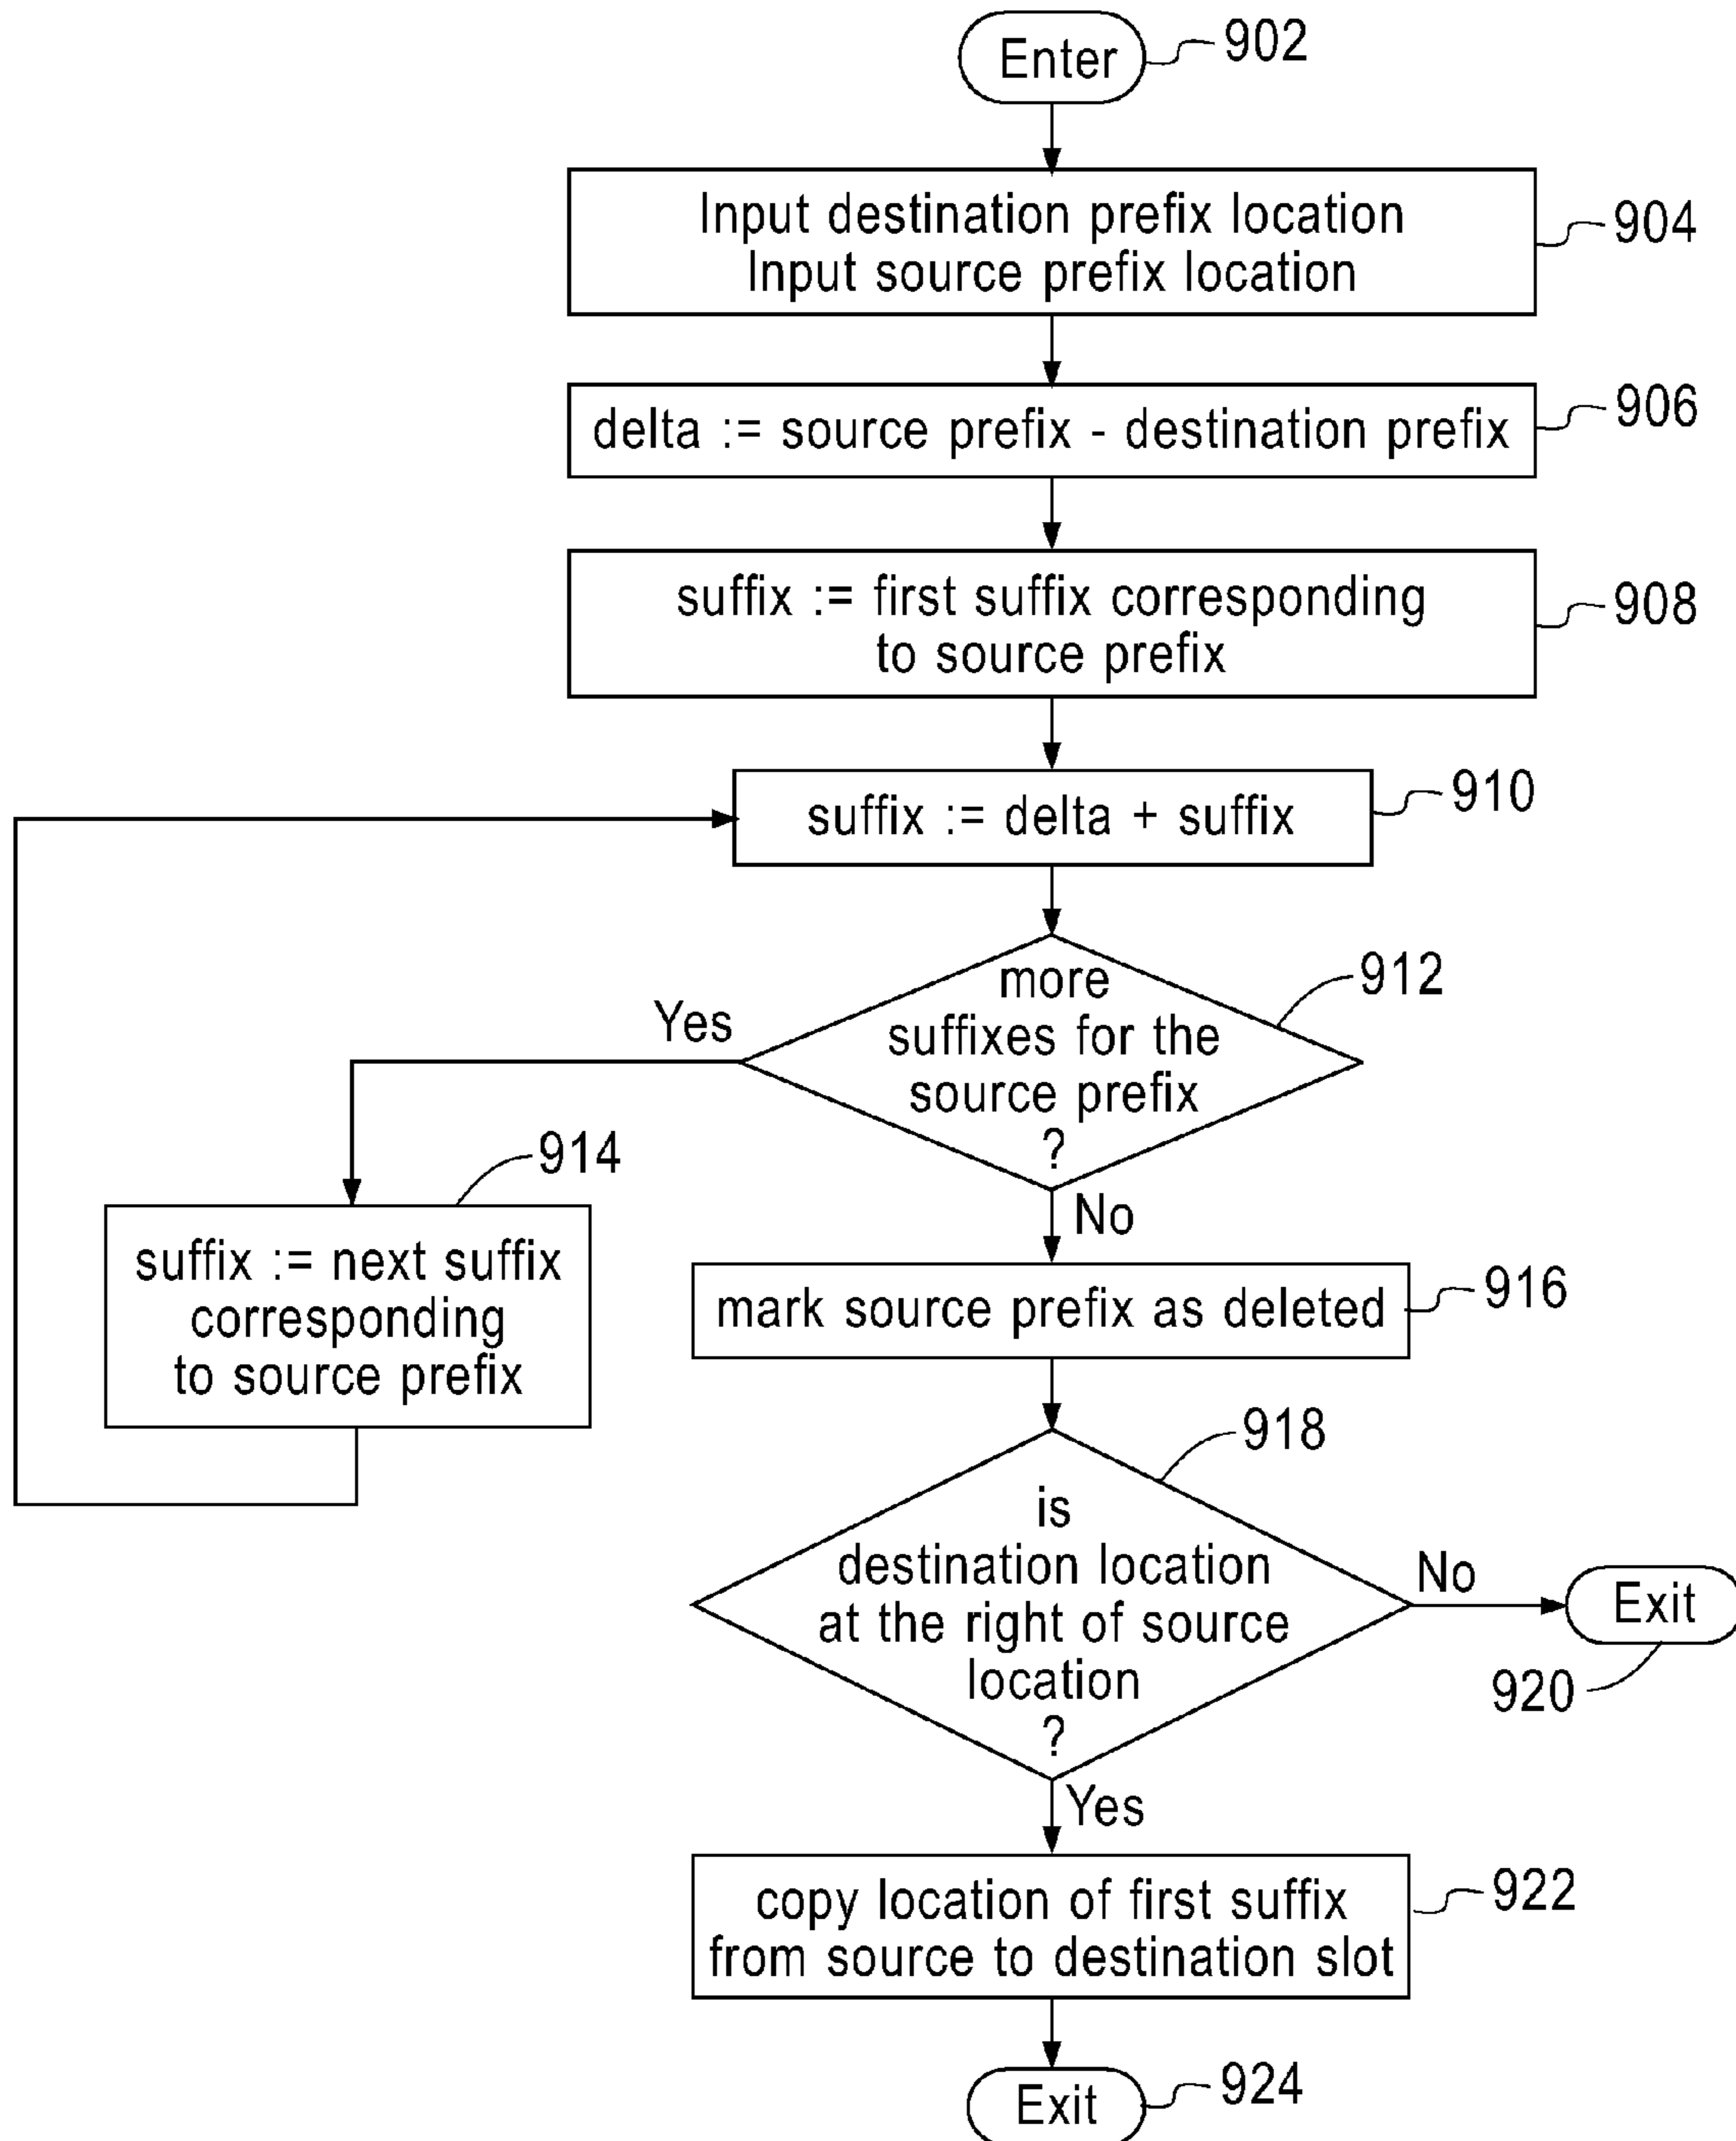 Enter
902
Input destination prefix location
Input source prefix location
904
delta := source prefix - destination prefix
906
suffix := first suffix corresponding
to source prefix
908
suffix := delta + suffix
910
more
suffixes for the
source prefix
?
912
Yes
No
914
suffix := next suffix
corresponding
to source prefix
mark source prefix as deleted
916
918
is
destination location
at the right of source
location
?
No
Exit
920
Yes
copy location of first suffix
from source to destination slot
922
Exit
924